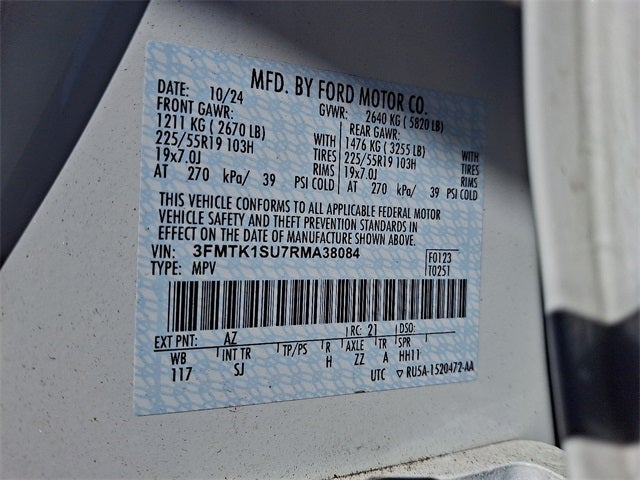 MFD. BY FORD MOTOR CO.
DATE: 10/24 GVWR: 2640 KG ( 5820 LB)
FRONT GAWR: REAR GAWR:
1211 KG ( 2670 LB) WITH 1476 KG ( 3255 LB) WITH
225/55R19 103H TIRES 225/55R19 103H TIRES
19x7.0J RIMS 19x7.0J RIMS
AT 270 kPa/ 39 PSI COLD AT 270 kPa/ 39 PSI COLD
THIS VEHICLE CONFORMS TO ALL APPLICABLE FEDERAL MOTOR
VEHICLE SAFETY AND THEFT PREVENTION STANDARDS IN
EFFECT ON THE DATE OF MANUFACTURE SHOWN ABOVE.
VIN: 3FMTK1SU7RMA38084 F0123
TYPE: MPV T0251
EXT PNT: AZ RC: 21 DSO:
WB INT TR TP/PS R AXLE TR SPR
117 SJ H ZZ A HH11
UTC ▽ RU5A-1520472-AA